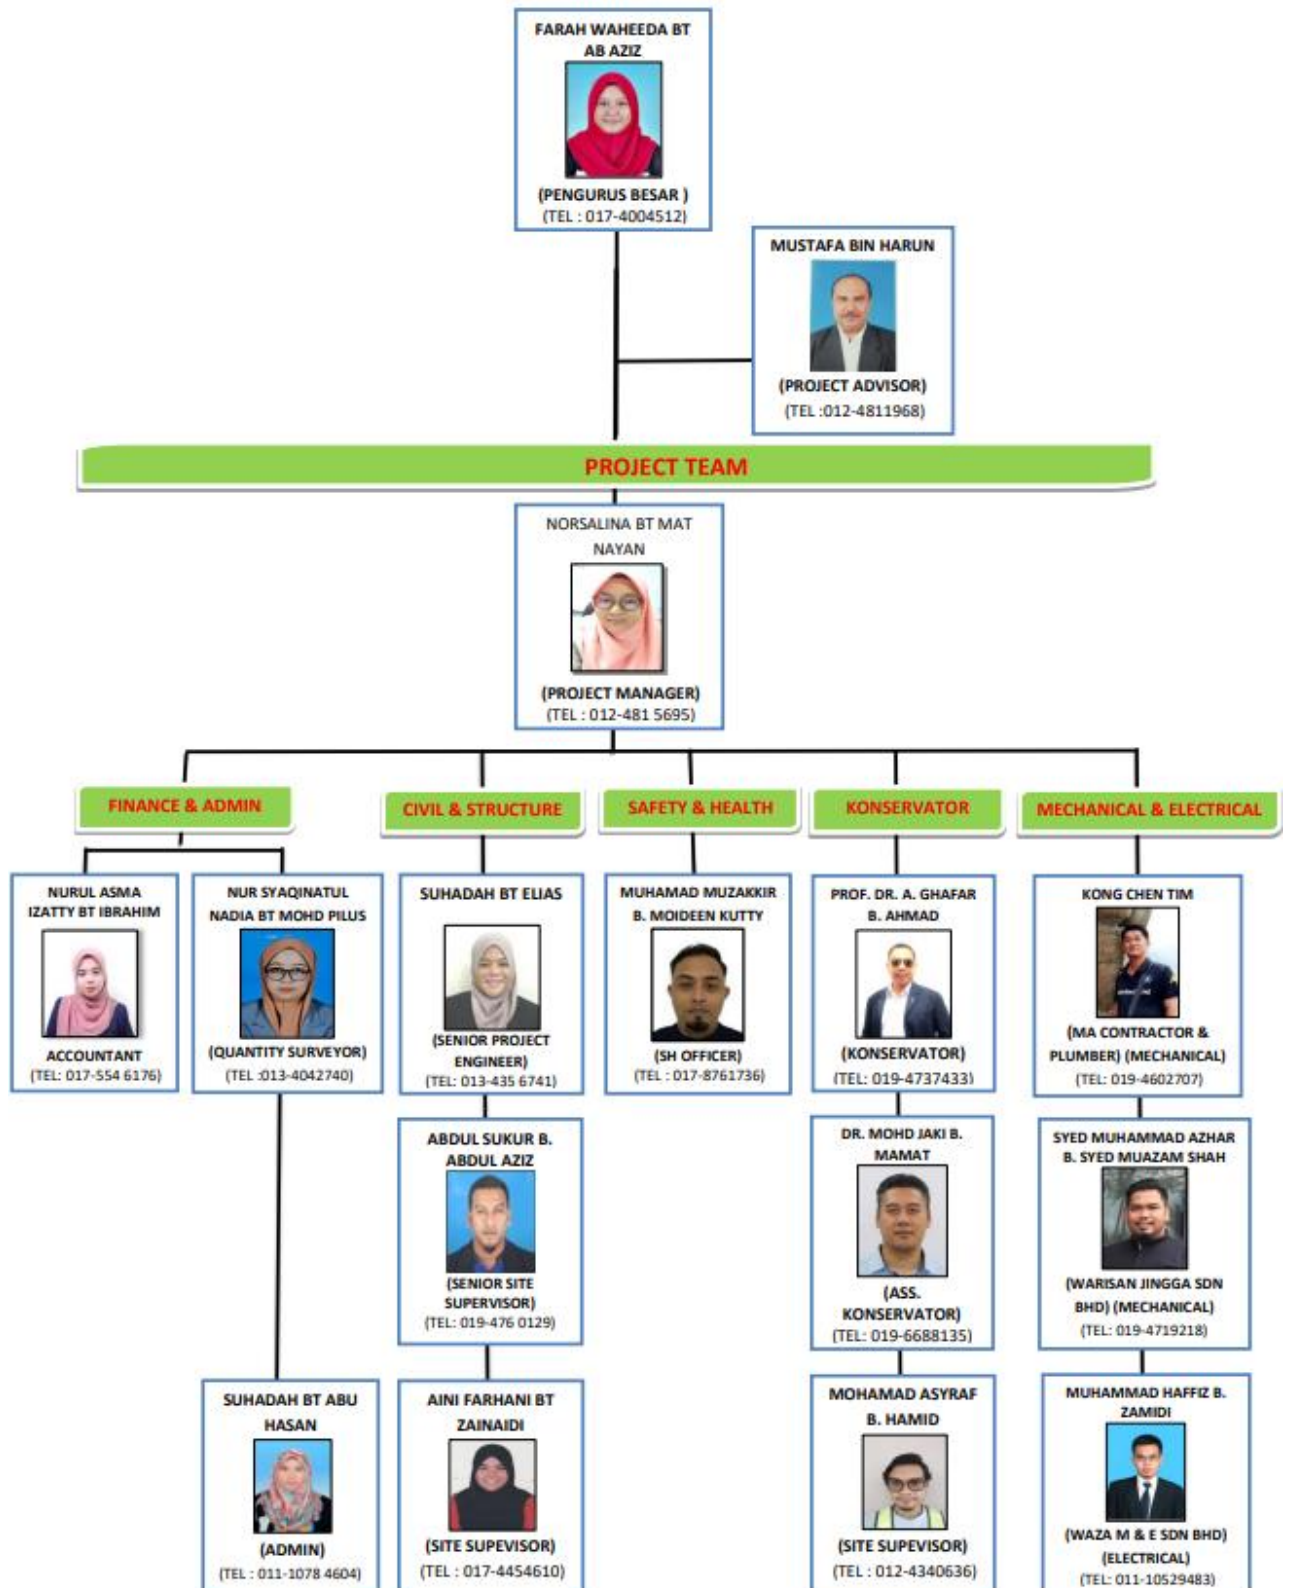 FARAH WAHEEDA BT
AB AZIZ
(PENGURUS BESAR )
(TEL : 017-4004512)
MUSTAFA BIN HARUN
(PROJECT ADVISOR)
(TEL :012-4811968)
PROJECT TEAM
NORSALINA BT MAT
NAYAN
(PROJECT MANAGER)
(TEL : 012-481 5695)
FINANCE & ADMIN
CIVIL & STRUCTURE
SAFETY & HEALTH
KONSERVATOR
MECHANICAL & ELECTRICAL
NURUL ASMA
IZATTY BT IBRAHIM
ACCOUNTANT
(TEL: 017-554 6176)
NUR SYAQINATUL
NADIA BT MOHD PILUS
(QUANTITY SURVEYOR)
(TEL :013-4042740)
SUHADAH BT ELIAS
(SENIOR PROJECT
ENGINEER)
(TEL: 013-435 6741)
MUHAMAD MUZAKKIR
B. MOIDEEN KUTTY
(SH OFFICER)
(TEL : 017-8761736)
PROF. DR. A. GHAFAR
B. AHMAD
(KONSERVATOR)
(TEL: 019-4737433)
KONG CHEN TIM
(MA CONTRACTOR &
PLUMBER) (MECHANICAL)
(TEL: 019-4602707)
ABDUL SUKUR B.
ABDUL AZIZ
(SENIOR SITE
SUPERVISOR)
(TEL: 019-476 0129)
DR. MOHD JAKI B.
MAMAT
(ASS.
KONSERVATOR)
(TEL: 019-6688135)
SYED MUHAMMAD AZHAR
B. SYED MUAZAM SHAH
(WARISAN JINGGA SDN
BHD) (MECHANICAL)
(TEL: 019-4719218)
SUHADAH BT ABU
HASAN
(ADMIN)
(TEL : 011-1078 4604)
AINI FARHANI BT
ZAINAIDI
(SITE SUPEVISOR)
(TEL : 017-4454610)
MOHAMAD ASYRAF
B. HAMID
(SITE SUPEVISOR)
(TEL : 012-4340636)
MUHAMMAD HAFFIZ B.
ZAMIDI
(WAZA M & E SDN BHD)
(ELECTRICAL)
(TEL: 011-10529483)